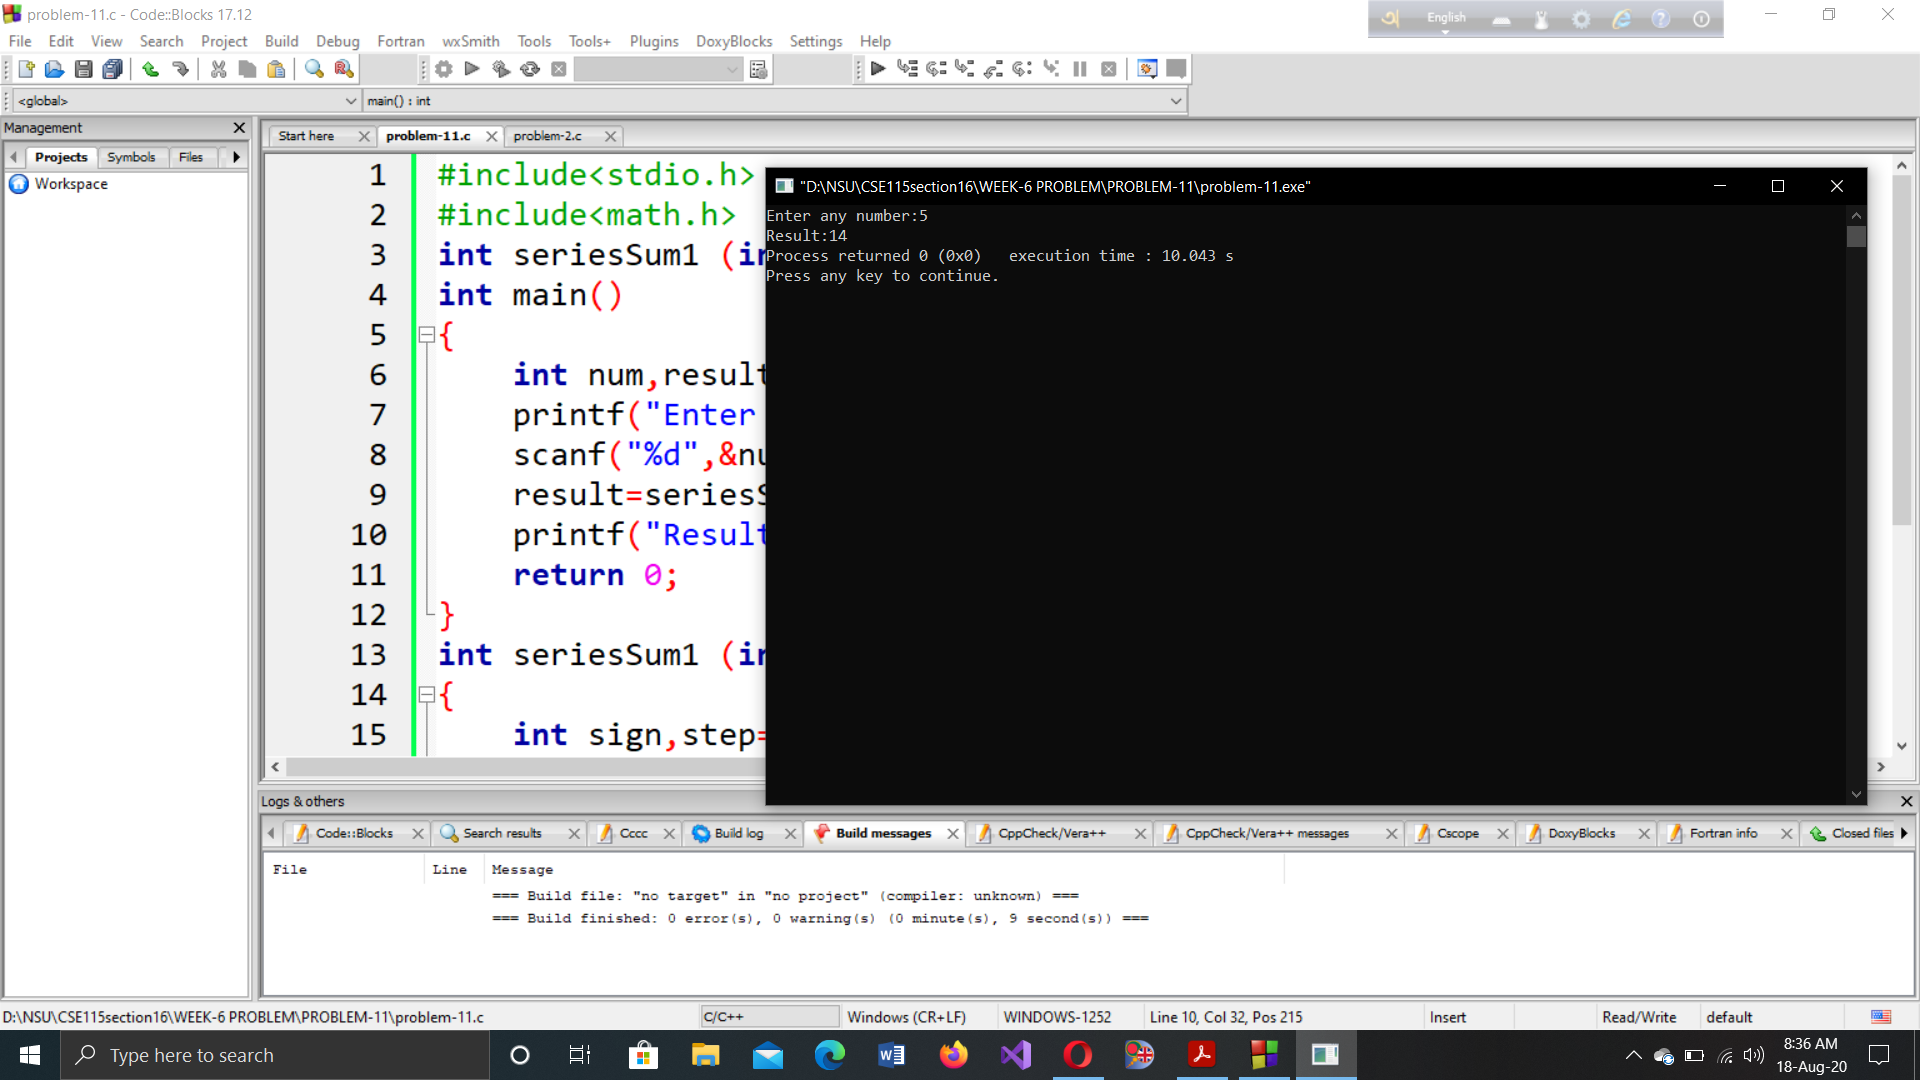 problem-11.c - Code::Blocks 17.12
English
File Edit View Search Project Build Debug Fortran wxSmith Tools Tools+ Plugins DoxyBlocks Settings Help
<global>
main() : int
Management
Start here
problem-11.c
problem-2.c
Projects
Symbols
Files
Workspace
1 #include<stdio.h>
2 #include<math.h>
3 int seriesSum1 (in
4 int main()
5 {
6 int num,result
7 printf("Enter
8 scanf("%d",&nu
9 result=seriesS
10 printf("Result
11 return 0;
12 }
13 int seriesSum1 (in
14 {
15 int sign,step=
"D:\NSU\CSE115section16\WEEK-6 PROBLEM\PROBLEM-11\problem-11.exe"
Enter any number:5
Result:14
Process returned 0 (0x0)   execution time : 10.043 s
Press any key to continue.
Logs & others
Code::Blocks
Search results
Cccc
Build log
Build messages
CppCheck/Vera++
CppCheck/Vera++ messages
Cscope
DoxyBlocks
Fortran info
Closed files
File Line Message
=== Build file: "no target" in "no project" (compiler: unknown) ===
=== Build finished: 0 error(s), 0 warning(s) (0 minute(s), 9 second(s)) ===
D:\NSU\CSE115section16\WEEK-6 PROBLEM\PROBLEM-11\problem-11.c
C/C++
Windows (CR+LF)
WINDOWS-1252
Line 10, Col 32, Pos 215
Insert
Read/Write
default
Type here to search
8:36 AM
18-Aug-20